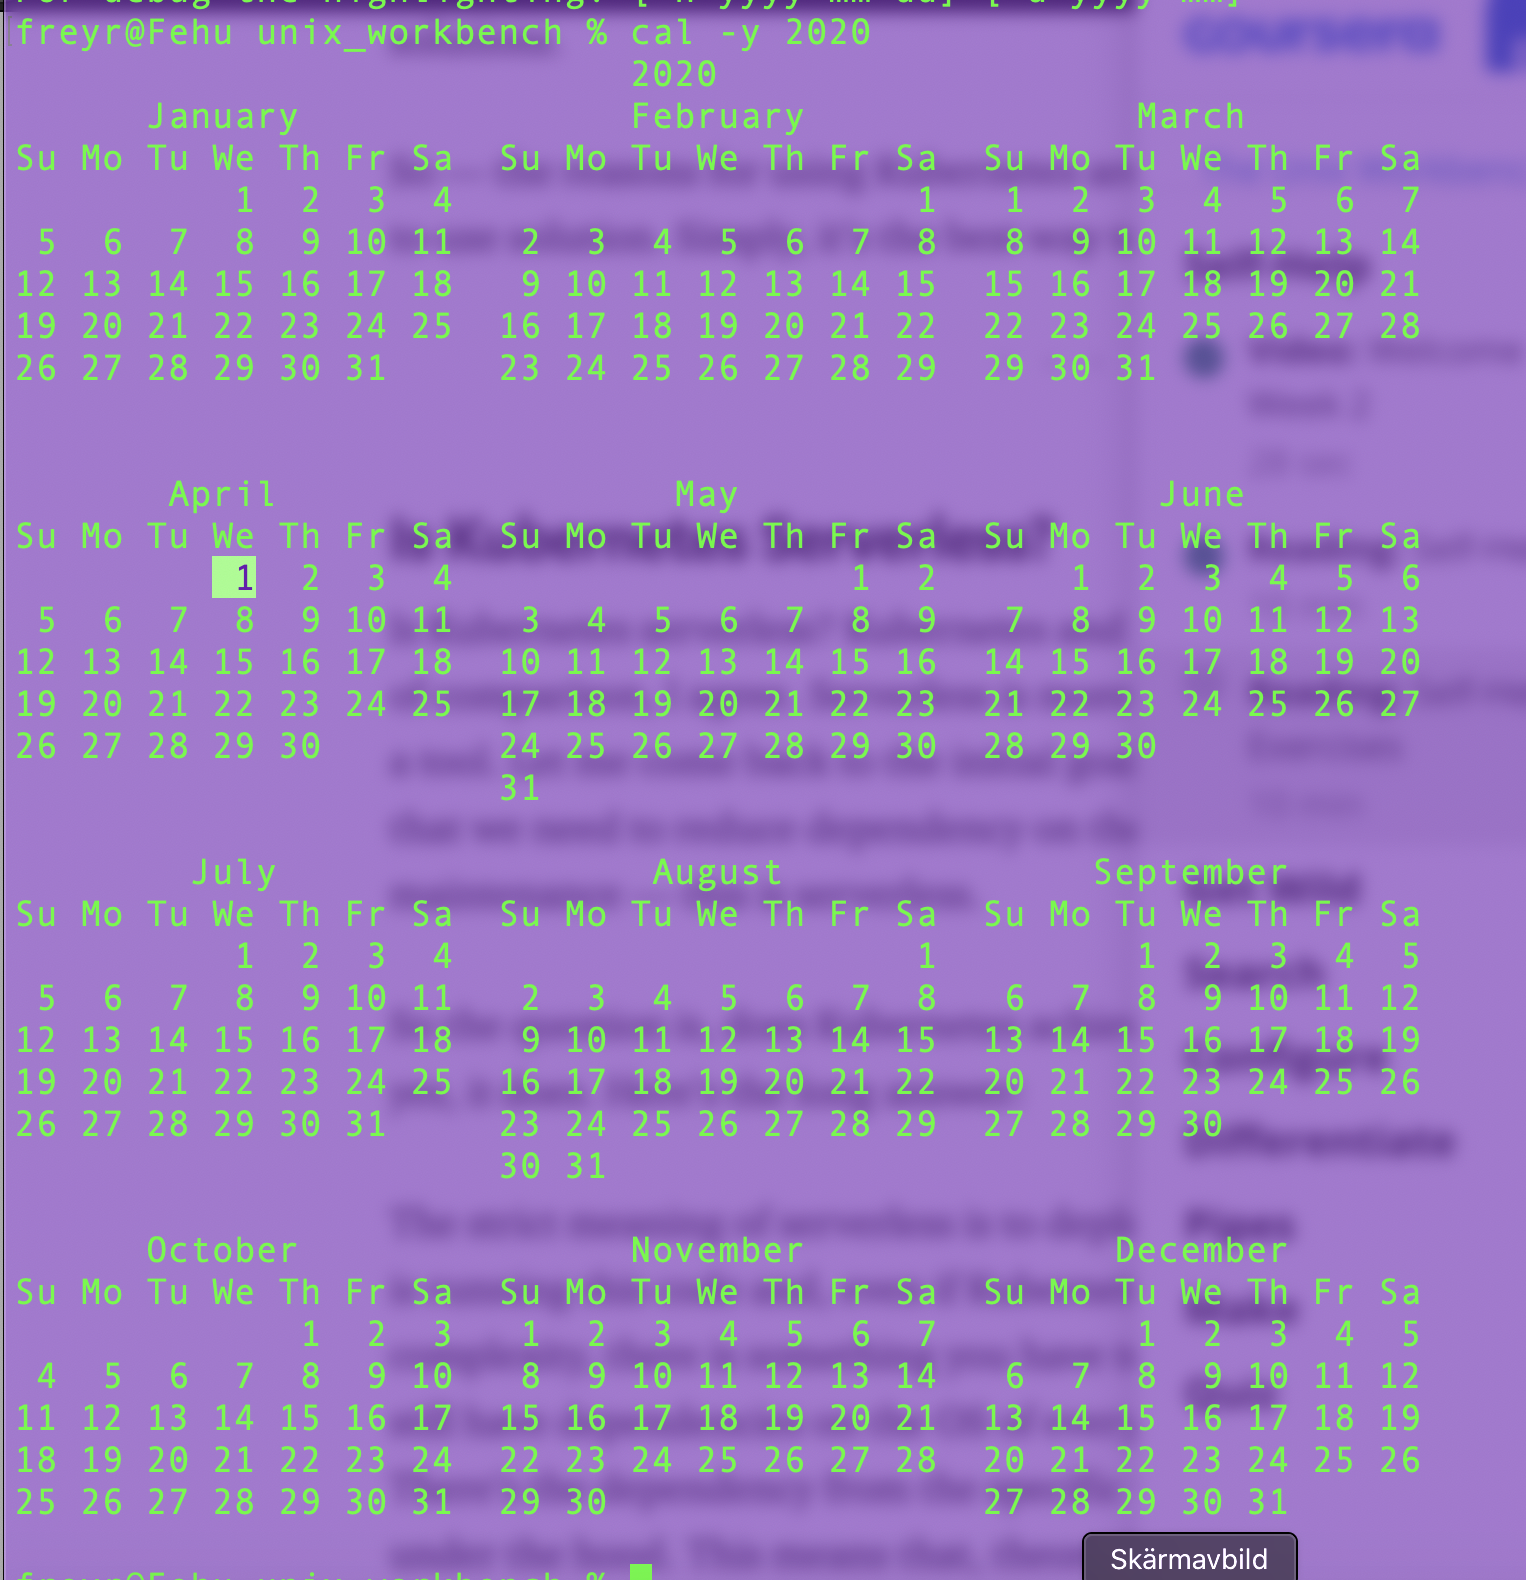 freyr@Fehu unix_workbench % cal -y 2020
2020
January February March
Su Mo Tu We Th Fr Sa Su Mo Tu We Th Fr Sa Su Mo Tu We Th Fr Sa
1 2 3 4 1 1 2 3 4 5 6 7
5 6 7 8 9 10 11 2 3 4 5 6 7 8 8 9 10 11 12 13 14
12 13 14 15 16 17 18 9 10 11 12 13 14 15 15 16 17 18 19 20 21
19 20 21 22 23 24 25 16 17 18 19 20 21 22 22 23 24 25 26 27 28
26 27 28 29 30 31 23 24 25 26 27 28 29 29 30 31
April May June
Su Mo Tu We Th Fr Sa Su Mo Tu We Th Fr Sa Su Mo Tu We Th Fr Sa
1 2 3 4 1 2 1 2 3 4 5 6
5 6 7 8 9 10 11 3 4 5 6 7 8 9 7 8 9 10 11 12 13
12 13 14 15 16 17 18 10 11 12 13 14 15 16 14 15 16 17 18 19 20
19 20 21 22 23 24 25 17 18 19 20 21 22 23 21 22 23 24 25 26 27
26 27 28 29 30 24 25 26 27 28 29 30 28 29 30
31
July August September
Su Mo Tu We Th Fr Sa Su Mo Tu We Th Fr Sa Su Mo Tu We Th Fr Sa
1 2 3 4 1 1 2 3 4 5
5 6 7 8 9 10 11 2 3 4 5 6 7 8 6 7 8 9 10 11 12
12 13 14 15 16 17 18 9 10 11 12 13 14 15 13 14 15 16 17 18 19
19 20 21 22 23 24 25 16 17 18 19 20 21 22 20 21 22 23 24 25 26
26 27 28 29 30 31 23 24 25 26 27 28 29 27 28 29 30
30 31
October November December
Su Mo Tu We Th Fr Sa Su Mo Tu We Th Fr Sa Su Mo Tu We Th Fr Sa
1 2 3 1 2 3 4 5 6 7 1 2 3 4 5
4 5 6 7 8 9 10 8 9 10 11 12 13 14 6 7 8 9 10 11 12
11 12 13 14 15 16 17 15 16 17 18 19 20 21 13 14 15 16 17 18 19
18 19 20 21 22 23 24 22 23 24 25 26 27 28 20 21 22 23 24 25 26
25 26 27 28 29 30 31 29 30 27 28 29 30 31
Skärmavbild
freyr@Fehu unix_workbench %